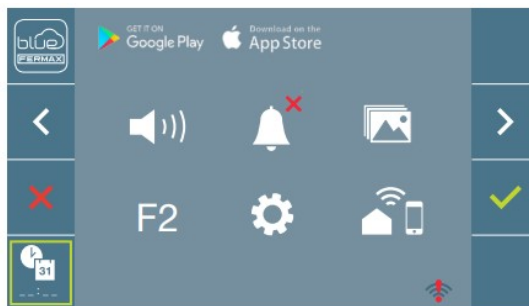 blue
FERMAX
GET IT ON
Google Play
Download on the
App Store
F2
31
--:--